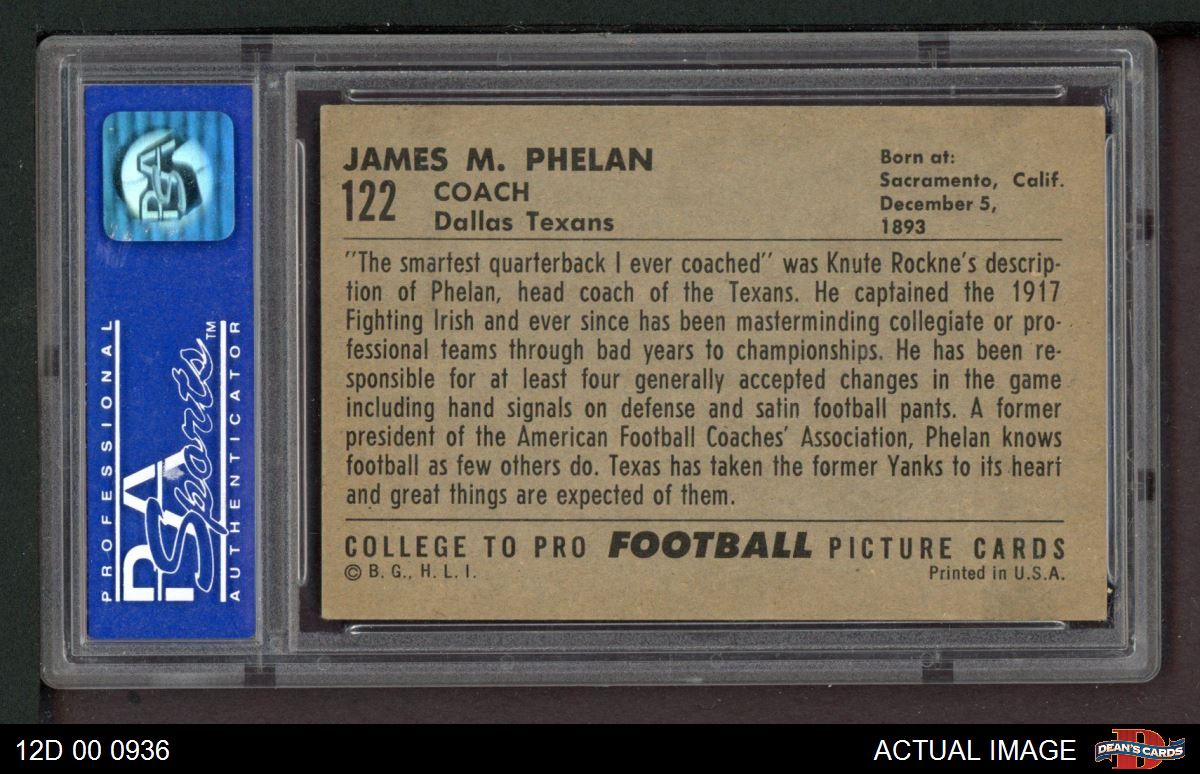 JAMES M. PHELAN
122 COACH
Dallas Texans
Born at:
Sacramento, Calif.
December 5,
1893
"The smartest quarterback I ever coached" was Knute Rockne's descrip-
tion of Phelan, head coach of the Texans. He captained the 1917
Fighting Irish and ever since has been masterminding collegiate or pro-
fessional teams through bad years to championships. He has been re-
sponsible for at least four generally accepted changes in the game
including hand signals on defense and satin football pants. A former
president of the American Football Coaches' Association, Phelan knows
football as few others do. Texas has taken the former Yanks to its heart
and great things are expected of them.
COLLEGE TO PRO FOOTBALL PICTURE CARDS
© B. G., H. L. I.
Printed in U.S.A.
PSA
PROFESSIONAL
PSA Sports™
AUTHENTICATOR
12D 00 0936
ACTUAL IMAGE
D
DEAN'S CARDS